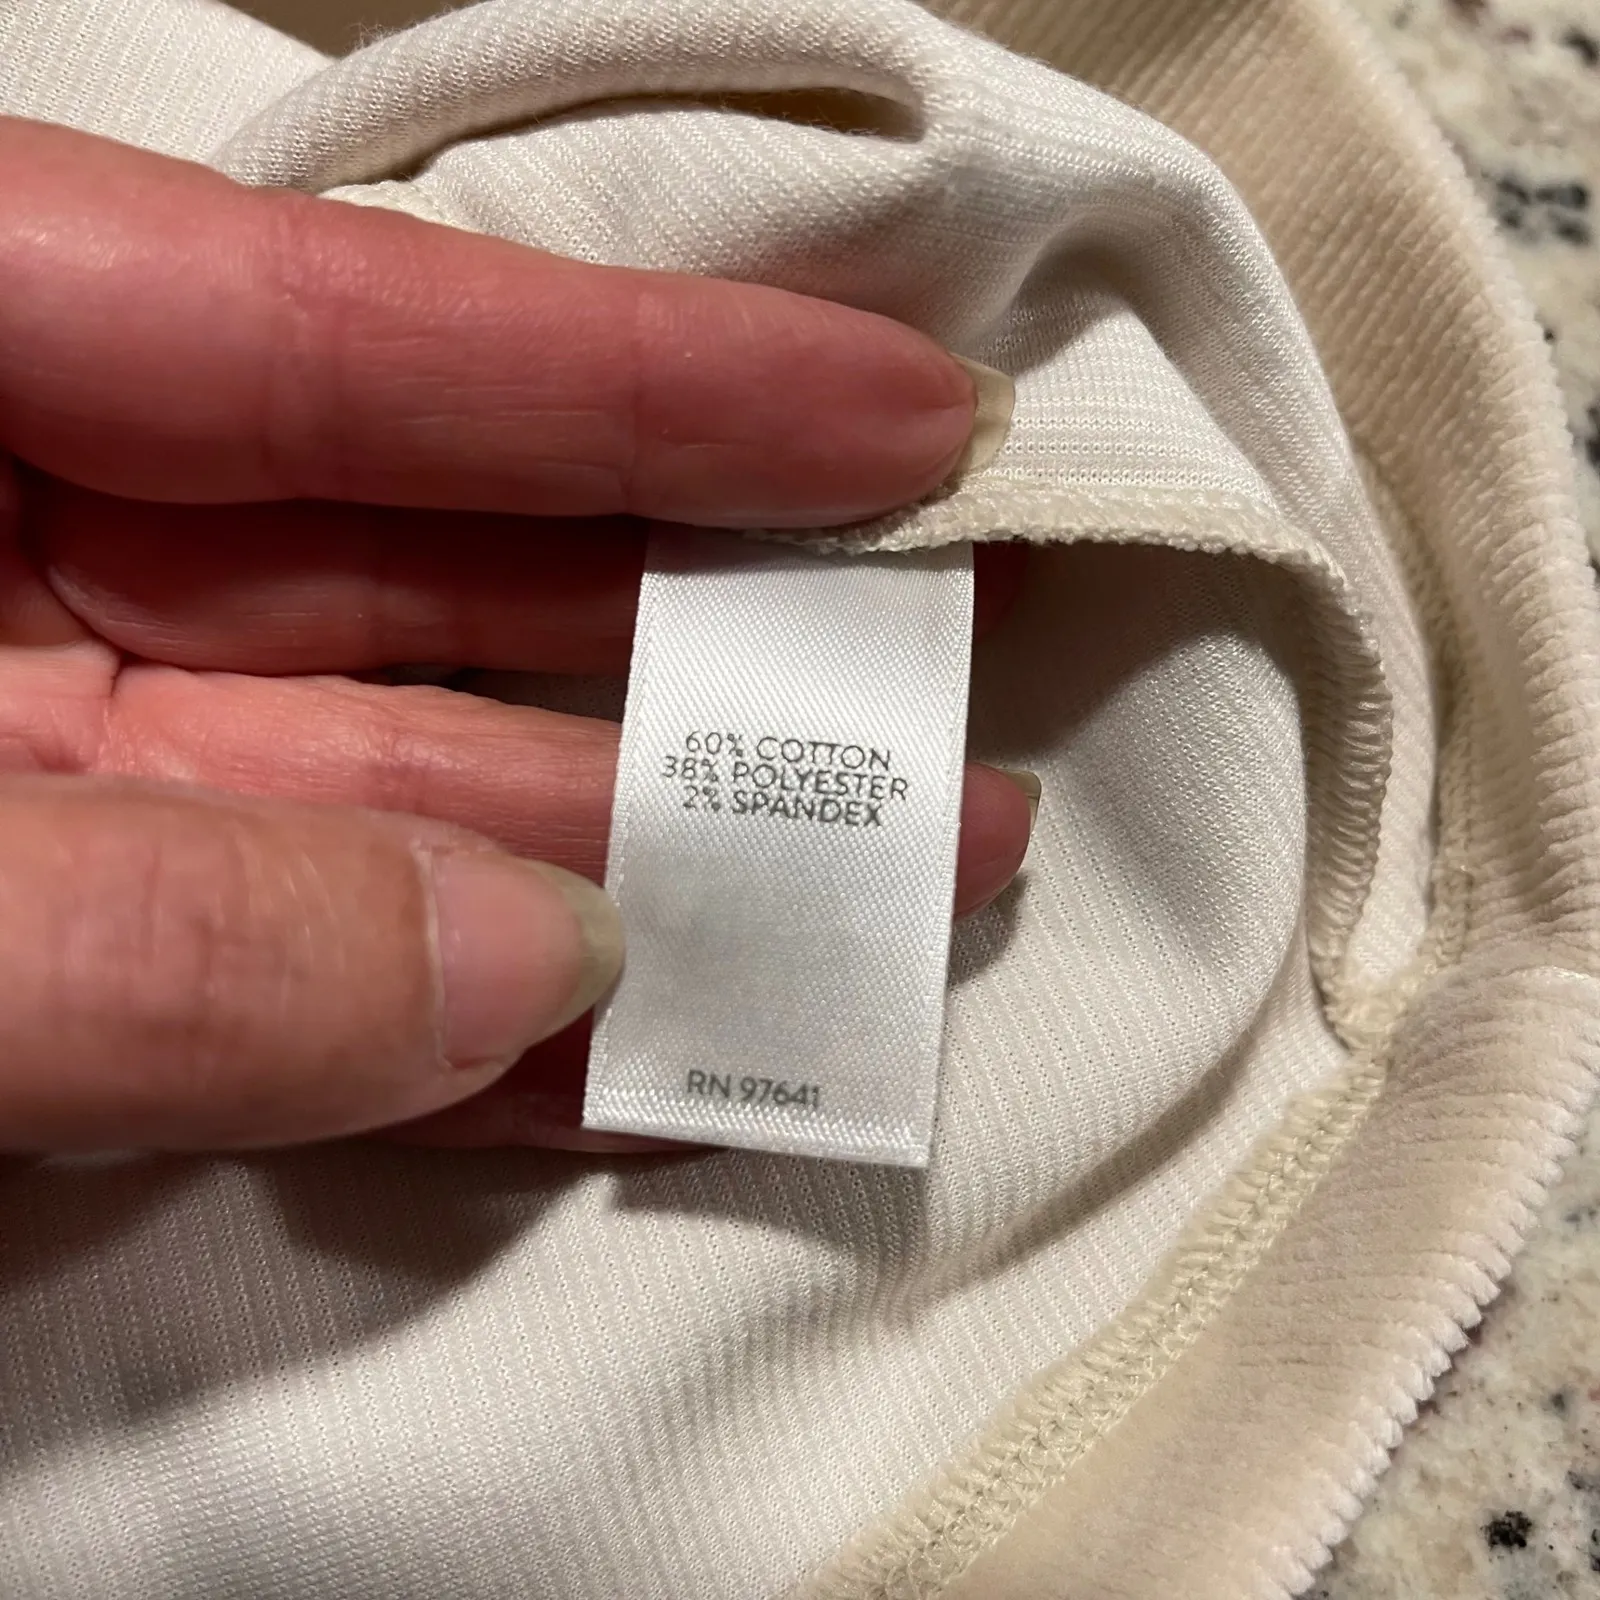 60% COTTON
38% POLYESTER
2% SPANDEX
RN 97641